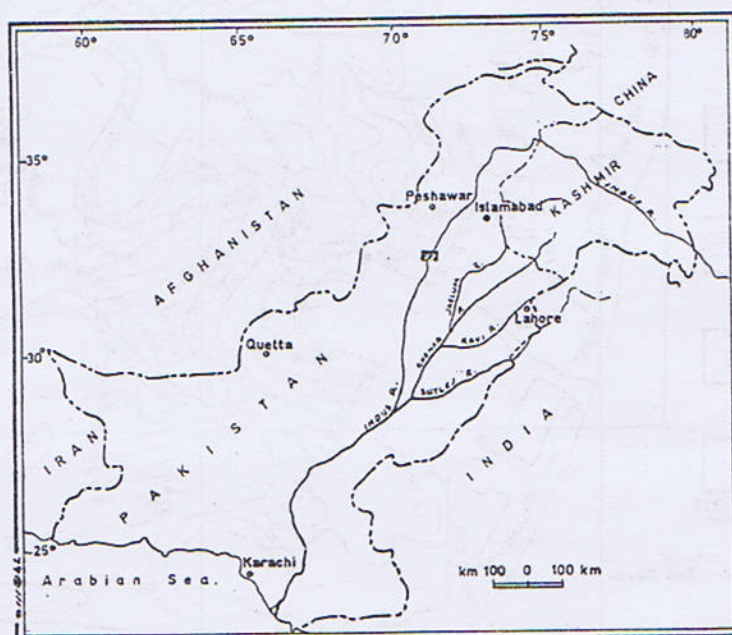 60° 65° 70° 75° 80°
CHINA
35°
KASHMIR
INDUS R.
Peshawar
Islamabad
AFGHANISTAN
JHELUM R.
Lahore
RAVI R.
Quetta
30°
SUTLEJ R.
INDUS R.
PAKISTAN
INDIA
IRAN
25°
Karachi
Arabian Sea.
km 100 0 100 km